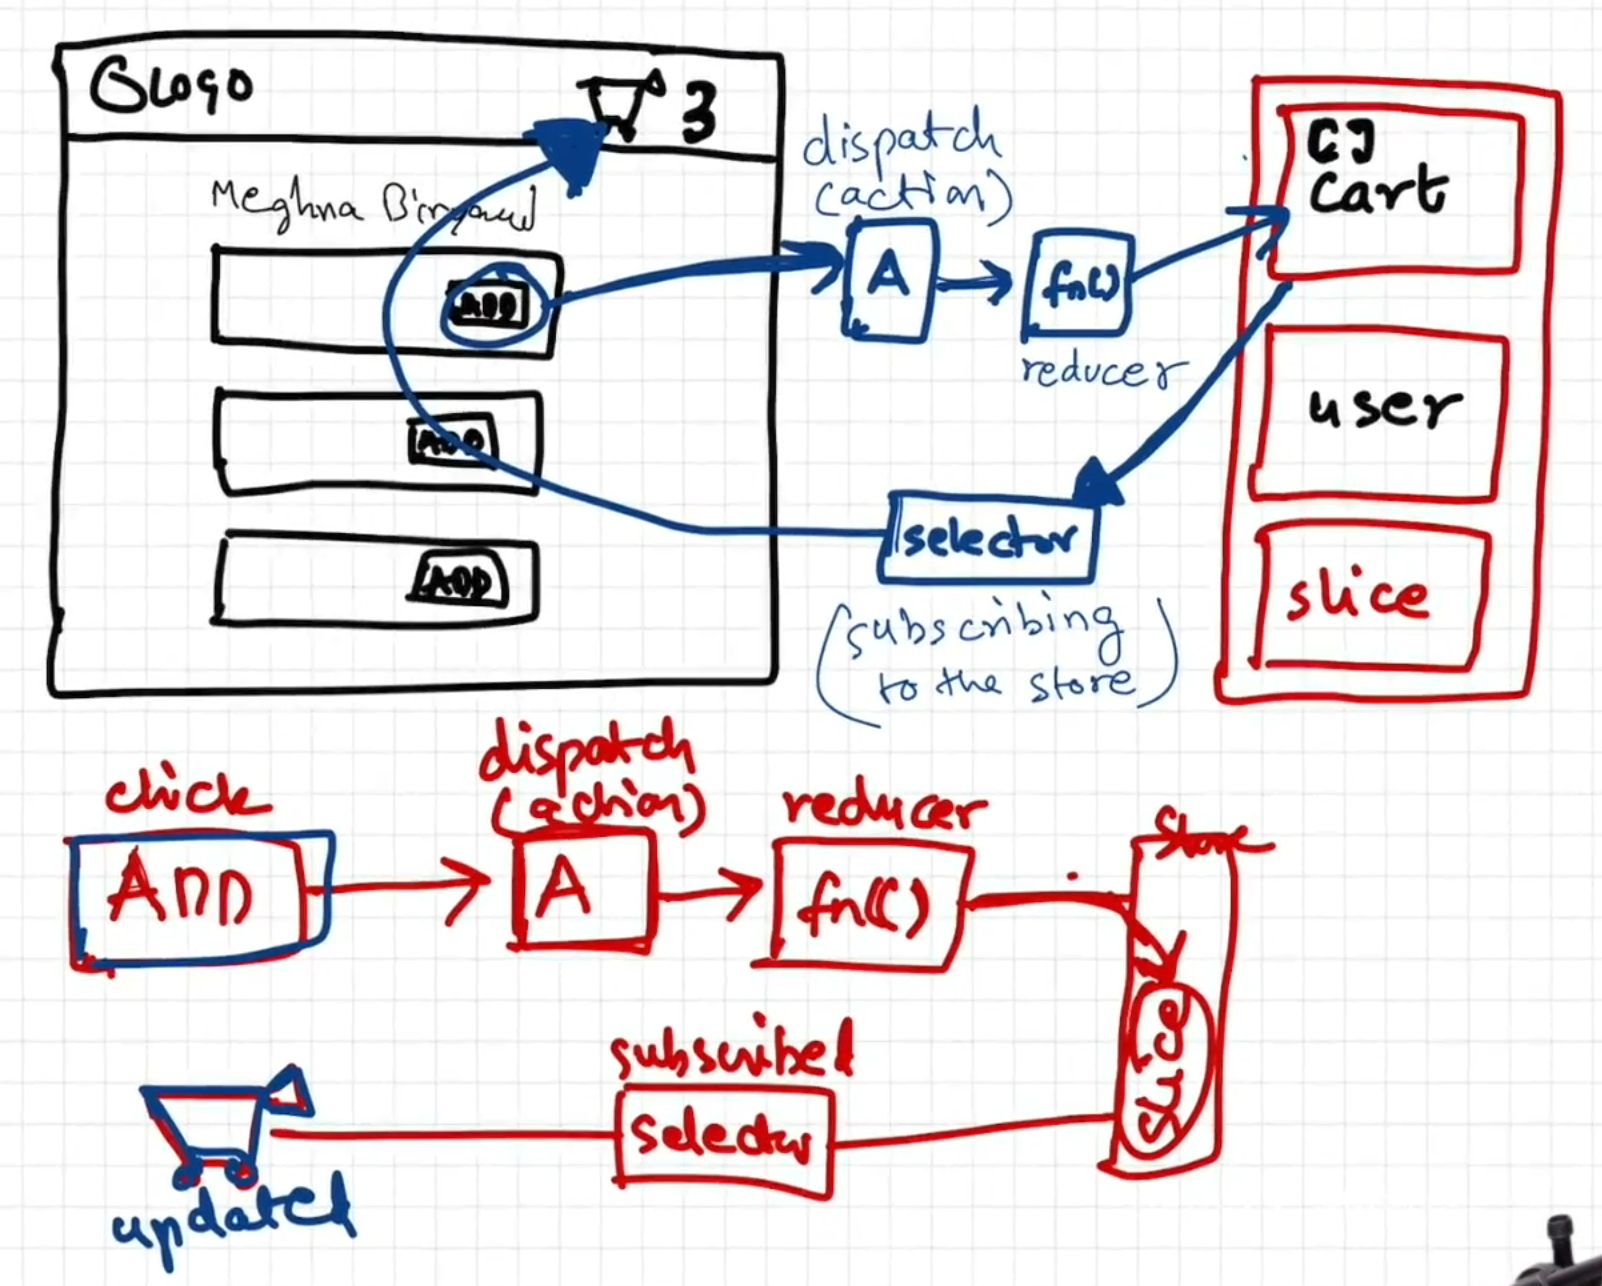 Logo
3
Meghna Biryani
ADD
ADD
ADD
dispatch
(action)
A
fn()
reducer
selector
(subscribing
to the store)
[]
Cart
user
slice
click
ADD
dispatch
(action)
A
reducer
fn()
Store
slice
subscribed
selector
updated